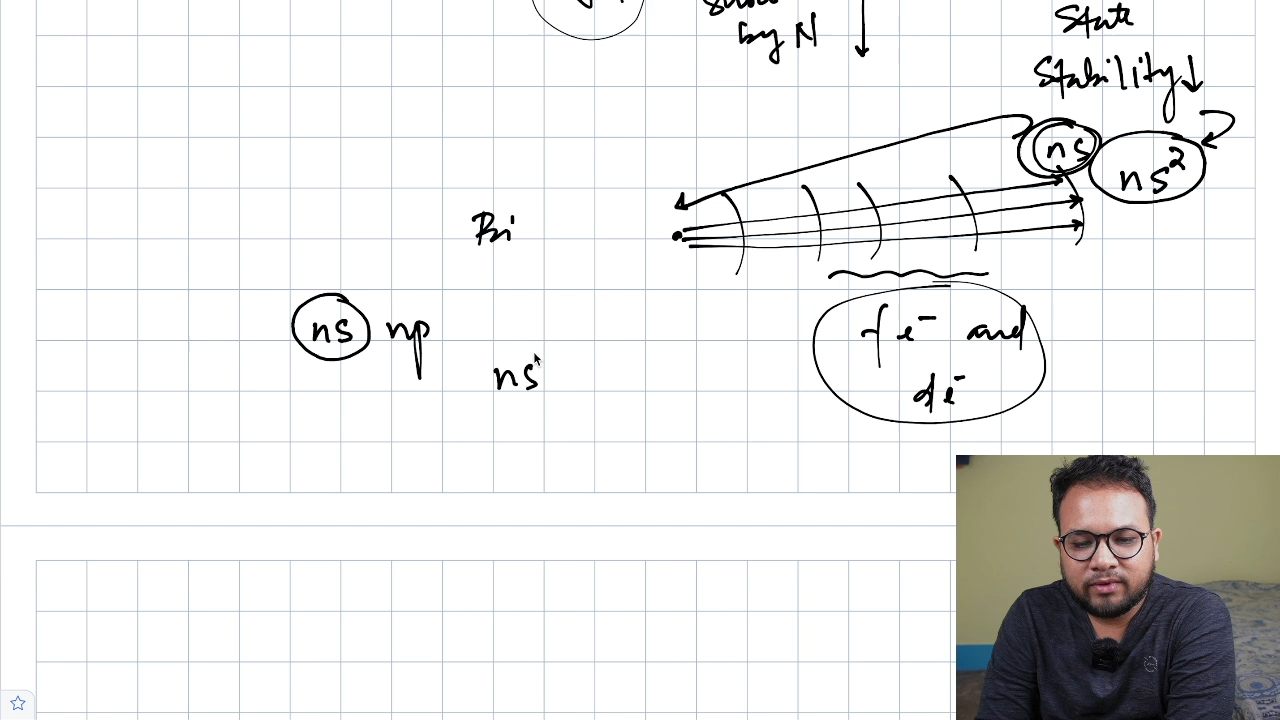 by N ↓
State
Stability ↓
ns
ns²
Bi
ns np
f e⁻ and
d e⁻
ns